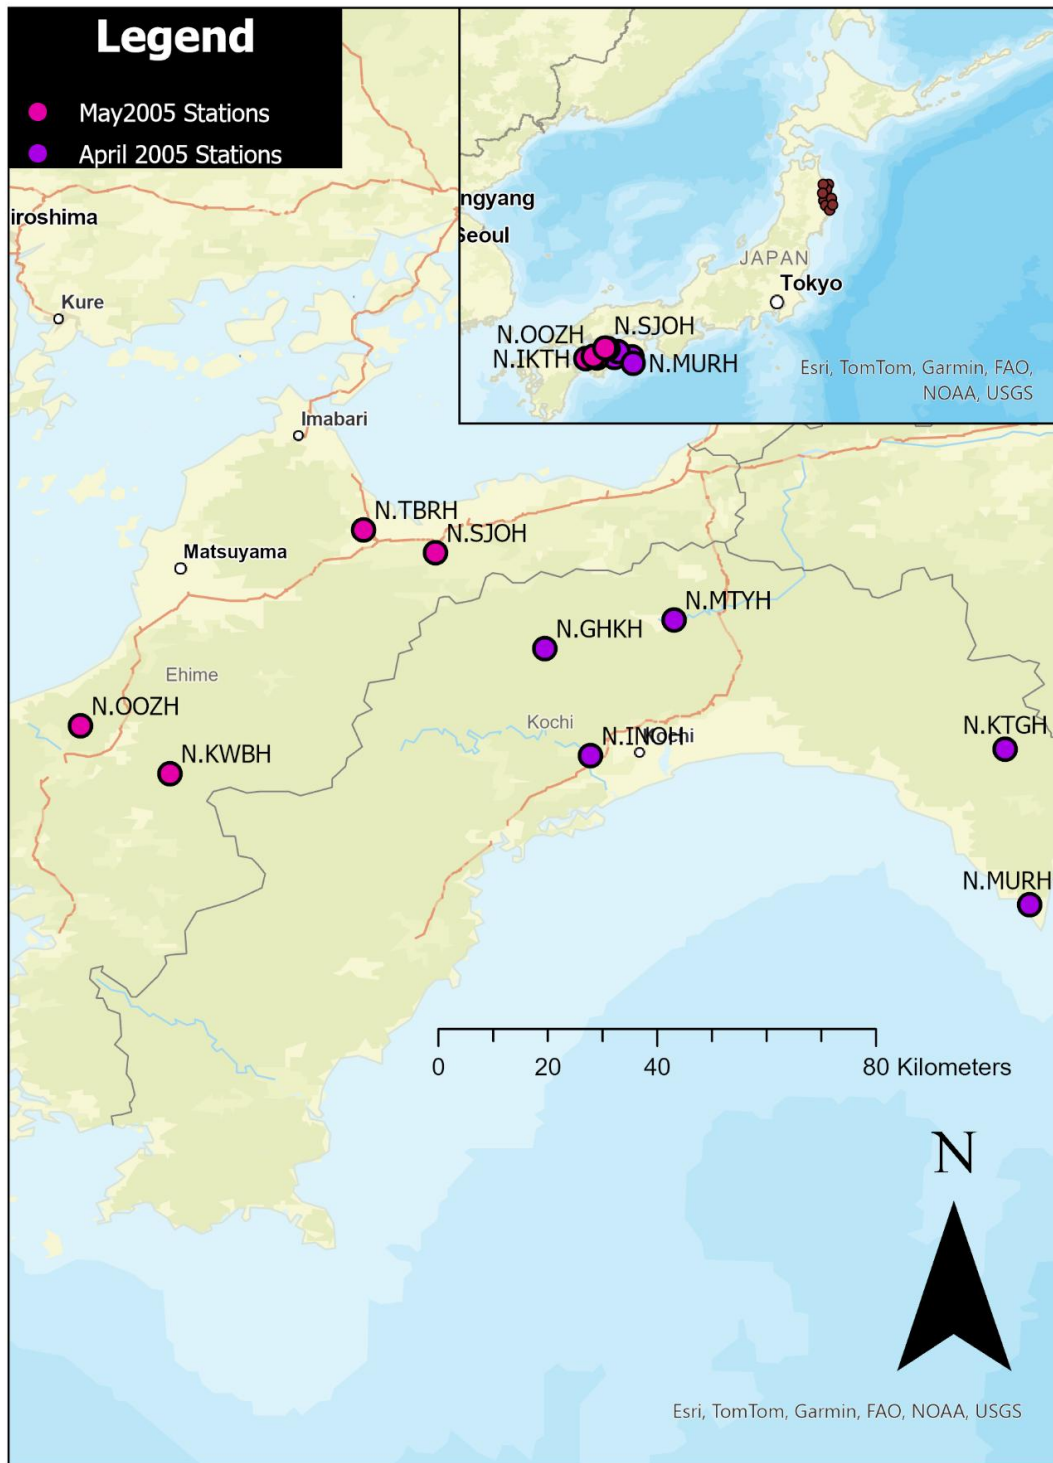 Legend
May2005 Stations
April 2005 Stations
ngyang
Seoul
JAPAN
Tokyo
N.OOZH
N.SJOH
N.IKTH
N.MURH
Esri, TomTom, Garmin, FAO,
NOAA, USGS
iroshima
Kure
Imabari
N.TBRH
N.SJOH
Matsuyama
N.MTYH
N.GHKH
Ehime
N.OOZH
Kochi
N.INOH
Kochi
N.KTGH
N.KWBH
N.MURH
0 20 40 80 Kilometers
N
Esri, TomTom, Garmin, FAO, NOAA, USGS